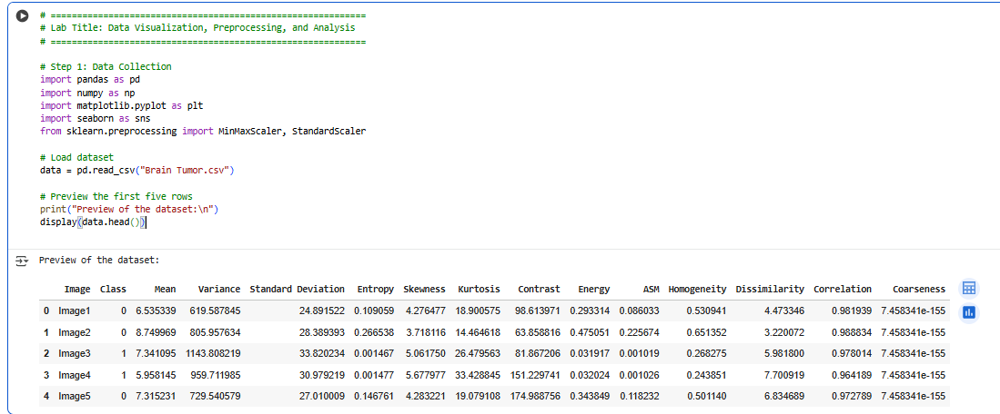 # ============================================================
# Lab Title: Data Visualization, Preprocessing, and Analysis
# ============================================================
# Step 1: Data Collection
import pandas as pd
import numpy as np
import matplotlib.pyplot as plt
import seaborn as sns
from sklearn.preprocessing import MinMaxScaler, StandardScaler
# Load dataset
data = pd.read_csv("Brain Tumor.csv")
# Preview the first five rows
print("Preview of the dataset:\n")
display(data.head())
Preview of the dataset:
Image Class Mean Variance Standard Deviation Entropy Skewness Kurtosis Contrast Energy ASM Homogeneity Dissimilarity Correlation Coarseness
0 Image1 0 6.535339 619.587845 24.891522 0.109059 4.276477 18.900575 98.613971 0.293314 0.086033 0.530941 4.473346 0.981939 7.458341e-155
1 Image2 0 8.749969 805.957634 28.389393 0.266538 3.718116 14.464618 63.858816 0.475051 0.225674 0.651352 3.220072 0.988834 7.458341e-155
2 Image3 1 7.341095 1143.808219 33.820234 0.001467 5.061750 26.479563 81.867206 0.031917 0.001019 0.268275 5.981800 0.978014 7.458341e-155
3 Image4 1 5.958145 959.711985 30.979219 0.001477 5.677977 33.428845 151.229741 0.032024 0.001026 0.243851 7.700919 0.964189 7.458341e-155
4 Image5 0 7.315231 729.540579 27.010009 0.146761 4.283221 19.079108 174.988756 0.343849 0.118232 0.501140 6.834689 0.972789 7.458341e-155